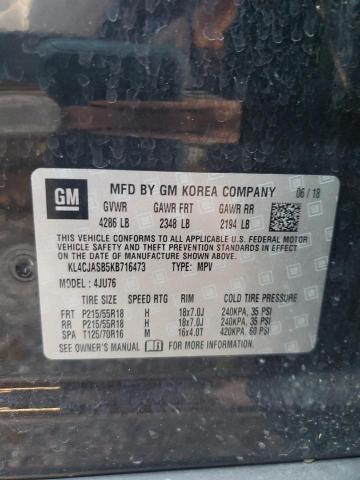 GM
MFD BY GM KOREA COMPANY 06/18
GVWR GAWR FRT GAWR RR
4286 LB 2348 LB 2194 LB
THIS VEHICLE CONFORMS TO ALL APPLICABLE U.S. FEDERAL MOTOR
VEHICLE SAFETY AND THEFT PREVENTION STANDARDS IN EFFECT ON
THE DATE OF MANUFACTURE SHOWN ABOVE.
KL4CJASB5KB716473 TYPE: MPV
MODEL: 4JU76
TIRE SIZE SPEED RTG RIM COLD TIRE PRESSURE
FRT P215/55R18 H 18x7.0J 240KPA, 35 PSI
RR P215/55R18 H 18x7.0J 240KPA, 35 PSI
SPA T125/70R16 M 16x4.0T 420KPA, 60 PSI
SEE OWNER'S MANUAL FOR MORE INFORMATION.